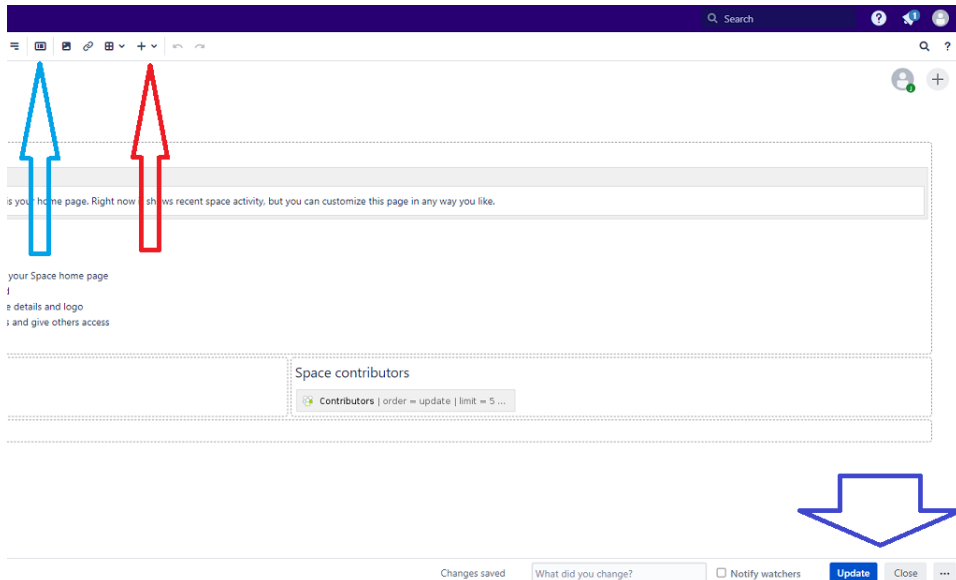 Search
?
1
?
s your home page. Right now it shows recent space activity, but you can customize this page in any way you like.
your Space home page
e details and logo
s and give others access
Space contributors
Contributors | order = update | limit = 5 ...
Changes saved
What did you change?
Notify watchers
Update
Close
...